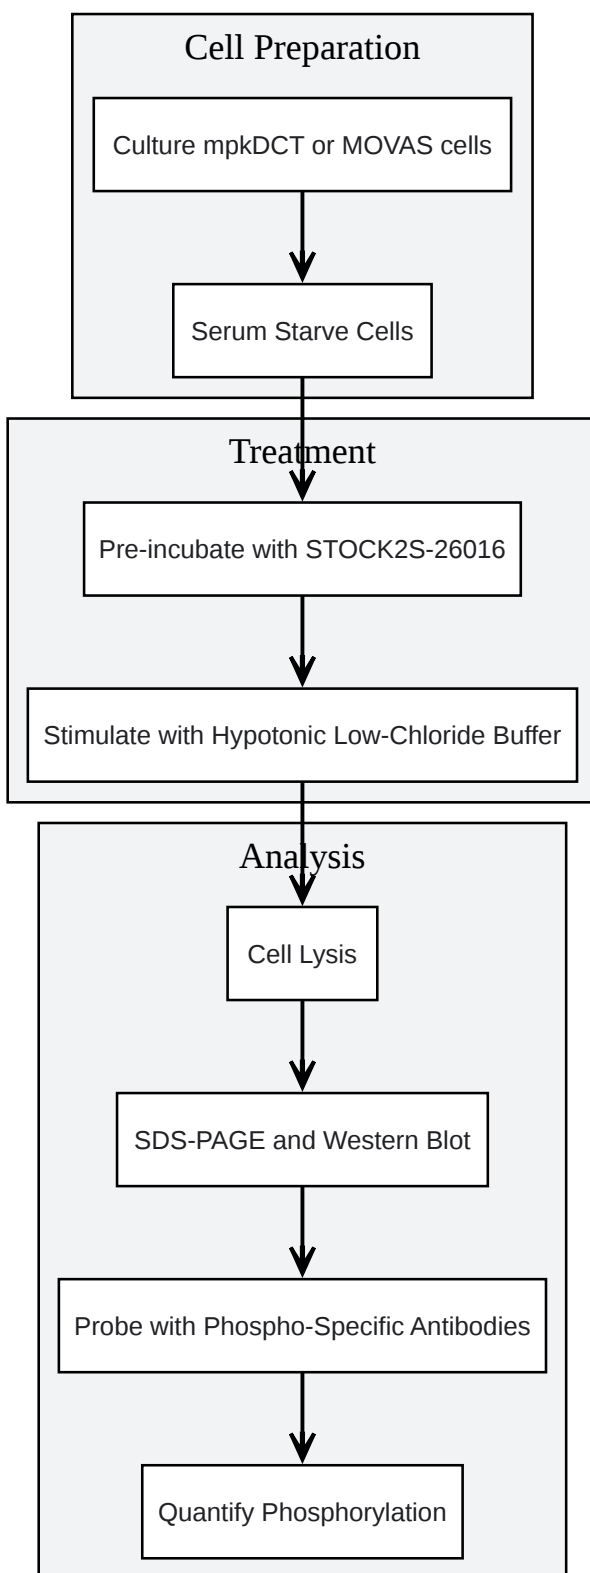 Cell Preparation
Culture mpkDCT or MOVAS cells
Serum Starve Cells
Treatment
Pre-incubate with STOCK2S-26016
Stimulate with Hypotonic Low-Chloride Buffer
Analysis
Cell Lysis
SDS-PAGE and Western Blot
Probe with Phospho-Specific Antibodies
Quantify Phosphorylation